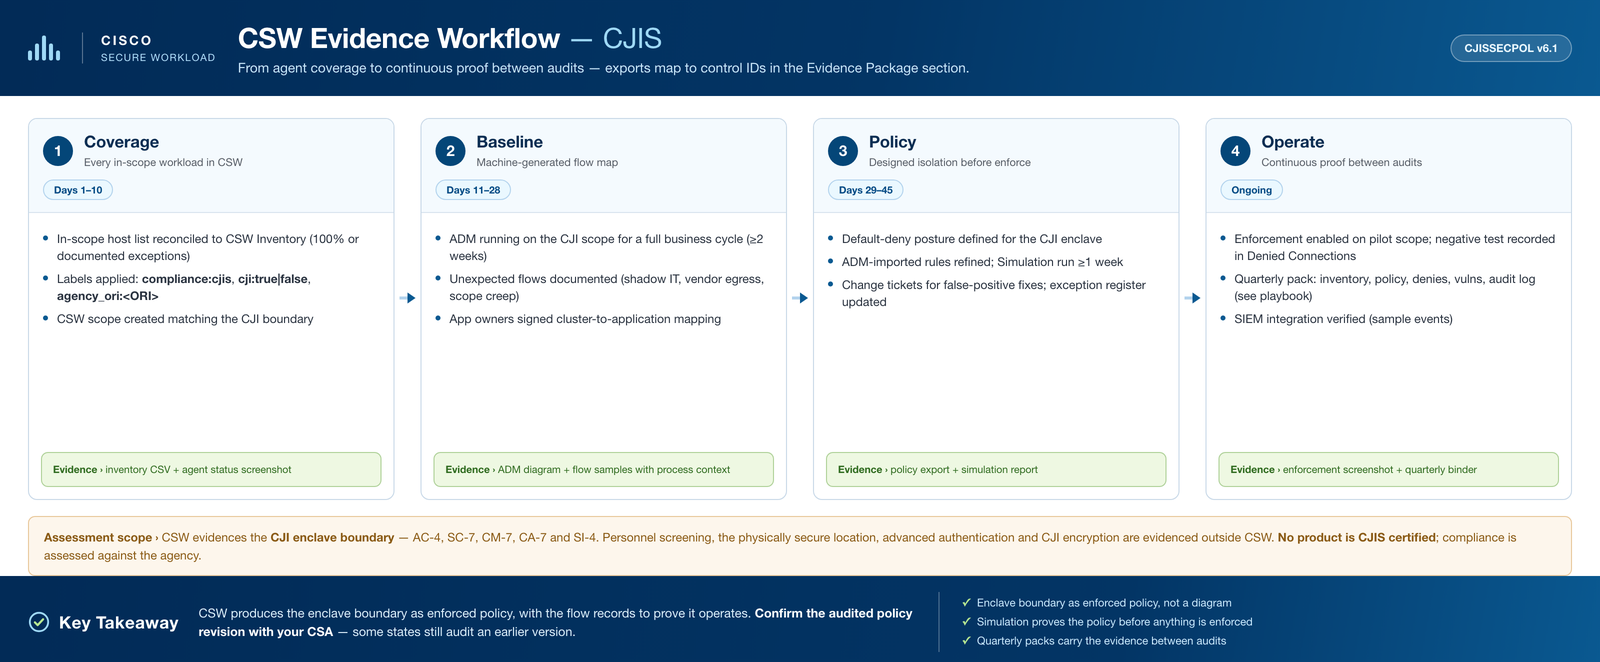 CISCO
SECURE WORKLOAD
CSW Evidence Workflow — CJIS
From agent coverage to continuous proof between audits — exports map to control IDs in the Evidence Package section.
CJISSECPOL v6.1
1
Coverage
Every in-scope workload in CSW
Days 1–10
• In-scope host list reconciled to CSW Inventory (100% or
documented exceptions)
• Labels applied: compliance:cjis, cji:true|false,
agency_ori:<ORI>
• CSW scope created matching the CJI boundary
Evidence › inventory CSV + agent status screenshot
2
Baseline
Machine-generated flow map
Days 11–28
• ADM running on the CJI scope for a full business cycle (≥2
weeks)
• Unexpected flows documented (shadow IT, vendor egress,
scope creep)
• App owners signed cluster-to-application mapping
Evidence › ADM diagram + flow samples with process context
3
Policy
Designed isolation before enforce
Days 29–45
• Default-deny posture defined for the CJI enclave
• ADM-imported rules refined; Simulation run ≥1 week
• Change tickets for false-positive fixes; exception register
updated
Evidence › policy export + simulation report
4
Operate
Continuous proof between audits
Ongoing
• Enforcement enabled on pilot scope; negative test recorded
in Denied Connections
• Quarterly pack: inventory, policy, denies, vulns, audit log
(see playbook)
• SIEM integration verified (sample events)
Evidence › enforcement screenshot + quarterly binder
Assessment scope › CSW evidences the CJI enclave boundary — AC-4, SC-7, CM-7, CA-7 and SI-4. Personnel screening, the physically secure location, advanced authentication and CJI encryption are evidenced outside CSW. No product is CJIS certified; compliance is
assessed against the agency.
Key Takeaway
CSW produces the enclave boundary as enforced policy, with the flow records to prove it operates. Confirm the audited policy
revision with your CSA — some states still audit an earlier version.
✓ Enclave boundary as enforced policy, not a diagram
✓ Simulation proves the policy before anything is enforced
✓ Quarterly packs carry the evidence between audits